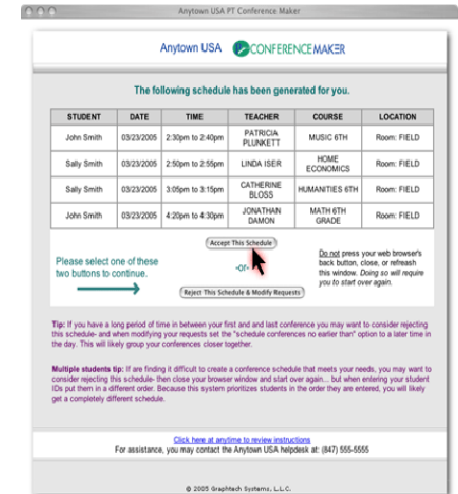 Anytown USA PT Conference Maker
Anytown USA CONFERENCE MAKER
The following schedule has been generated for you.
STUDENT DATE TIME TEACHER COURSE LOCATION
John Smith 03/23/2005 2:30pm to 2:40pm PATRICIA PLUNKETT MUSIC 6TH Room: FIELD
Sally Smith 03/23/2005 2:50pm to 2:55pm LINDA ISER HOME ECONOMICS Room: FIELD
Sally Smith 03/23/2005 3:05pm to 3:15pm CATHERINE BLOSS HUMANITIES 6TH Room: FIELD
John Smith 03/23/2005 4:20pm to 4:30pm JONATHAN DAMON MATH 6TH GRADE Room: FIELD
Please select one of these
two buttons to continue.
Accept This Schedule
-Or-
Reject This Schedule & Modify Requests
Do not press your web browser's
back button, close, or refreash
this window. Doing so will require
you to start over again.
Tip: If you have a long period of time in between your first and and last conference you may want to consider rejecting
this schedule- and when modifying your requests set the "schedule conferences no earlier than" option to a later time in
the day. This will likely group your conferences closer together.
Multiple students tip: If are finding it difficult to create a conference schedule that meets your needs, you may want to
consider rejecting this schedule- then close your browser window and start over again... but when entering your student
IDs put them in a different order. Because this system prioritizes students in the order they are entered, you will likely
get a completely different schedule.
Click here at anytime to review instructions
For assistance, you may contact the Anytown USA helpdesk at: (847) 555-5555
© 2005 Graphtech Systems, L.L.C.